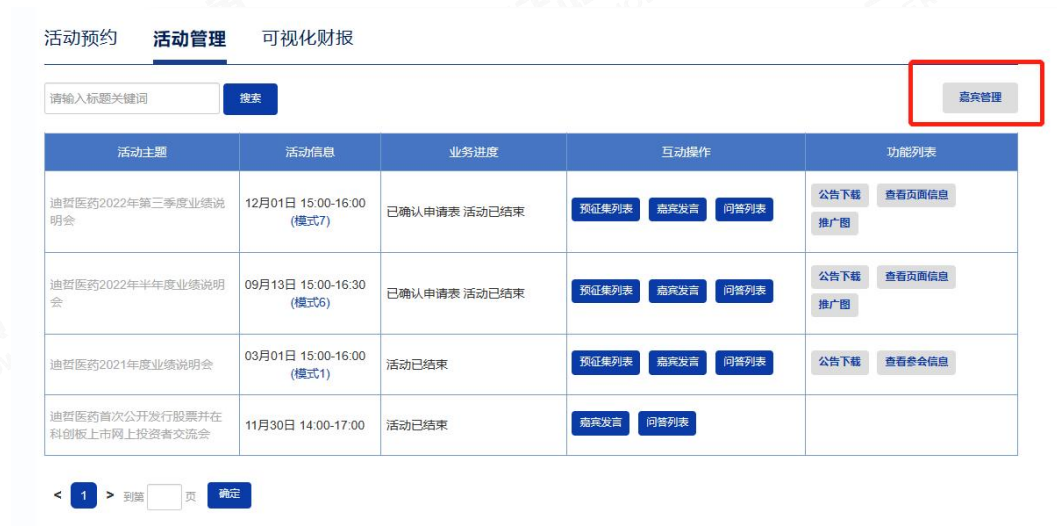 活动预约 活动管理 可视化财报
请输入标题关键词 搜索 嘉宾管理
活动主题 活动信息 业务进度 互动操作 功能列表
迪哲医药2022年第三季度业绩说明会 12月01日 15:00-16:00 (模式7) 已确认申请表 活动已结束 预征集列表 嘉宾发言 问答列表 公告下载 查看页面信息 推广图
迪哲医药2022年半年度业绩说明会 09月13日 15:00-16:30 (模式6) 已确认申请表 活动已结束 预征集列表 嘉宾发言 问答列表 公告下载 查看页面信息 推广图
迪哲医药2021年度业绩说明会 03月01日 15:00-16:00 (模式1) 活动已结束 预征集列表 嘉宾发言 问答列表 公告下载 查看参会信息
迪哲医药首次公开发行股票并在科创板上市网上投资者交流会 11月30日 14:00-17:00 活动已结束 嘉宾发言 问答列表
< 1 > 到第 页 确定